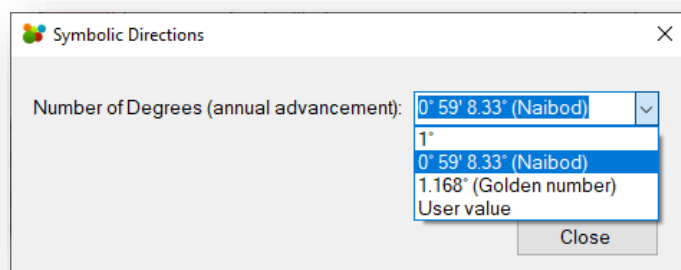 Symbolic Directions
Number of Degrees (annual advancement): 0° 59' 8.33° (Naibod)
1°
0° 59' 8.33° (Naibod)
1.168° (Golden number)
User value
Close